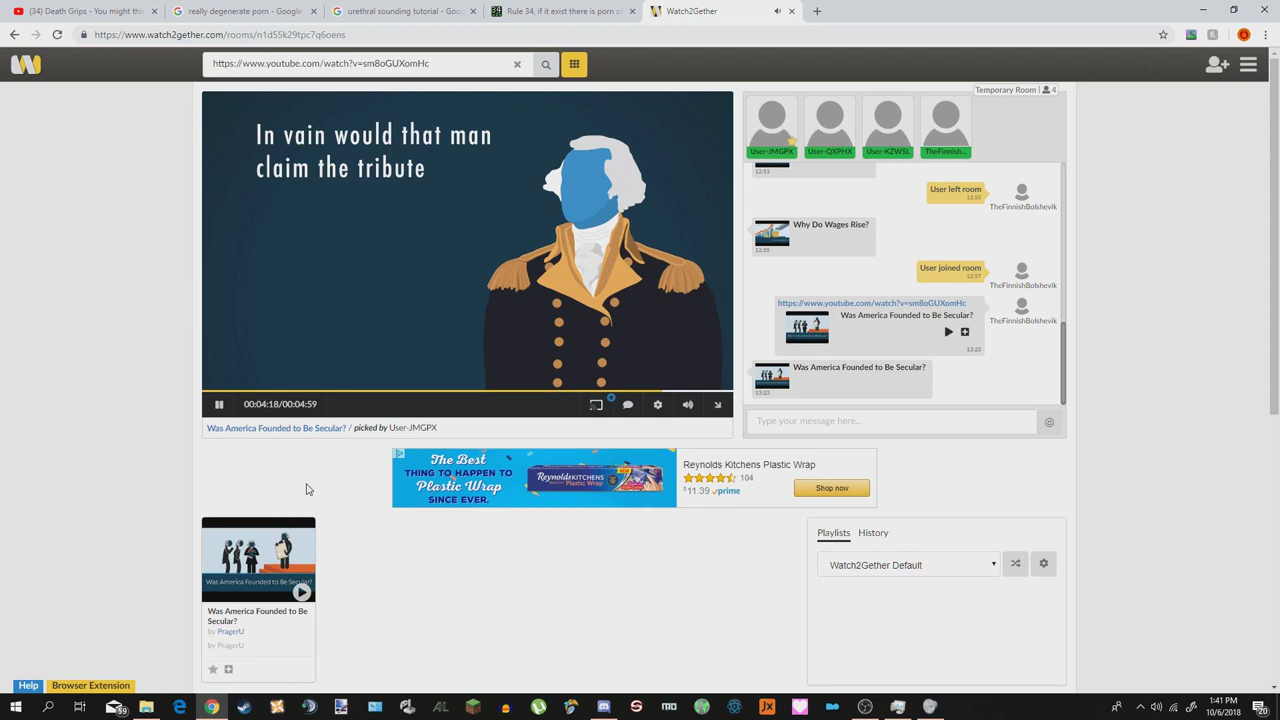 (34) Death Grips - You might thi
really degenerate porn - Google
urethral sounding tutorial - Goog
Rule 34, if it exist there is porn of
Watch2Gether
https://www.watch2gether.com/rooms/n1d55k29tpc7q6oens
https://www.youtube.com/watch?v=sm8oGUXomHc
Temporary Room | 4
User-JMGPX
User-QXPHX
User-KZWSL
TheFinnish...
In vain would that man
claim the tribute
12:53
User left room
12:55
TheFinnishBolshevik
Why Do Wages Rise?
12:55
User joined room
12:57
TheFinnishBolshevik
https://www.youtube.com/watch?v=sm8oGUXomHc
Was America Founded to Be Secular?
TheFinnishBolshevik
13:23
Was America Founded to Be Secular?
13:23
00:04:18/00:04:59
Type your message here...
Was America Founded to Be Secular? / picked by User-JMGPX
The Best
THING TO HAPPEN TO
Plastic Wrap
SINCE EVER.
REYNOLDS KITCHENS
Reynolds Kitchens Plastic Wrap
104
$11.39 prime
Shop now
Was America Founded to Be Secular?
Was America Founded to Be
Secular?
by PragerU
by PragerU
Playlists History
Watch2Gether Default
Help
Browser Extension
1:41 PM
10/6/2018